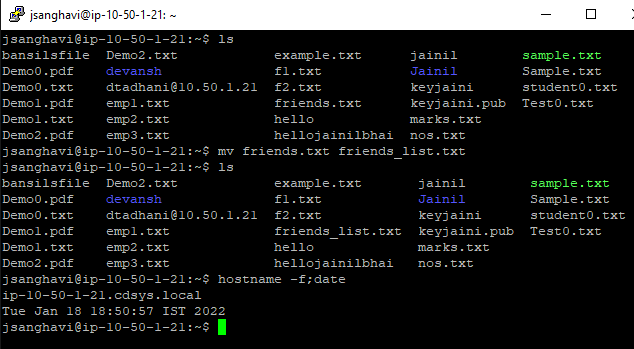 jsanghavi@ip-10-50-1-21: ~
jsanghavi@ip-10-50-1-21:~$ ls
bansilsfile  Demo2.txt            example.txt     jainil       sample.txt
Demo0.pdf    devansh              f1.txt          Jainil       Sample.txt
Demo0.txt    dtadhani@10.50.1.21  f2.txt          keyjaini     student0.txt
Demo1.pdf    emp1.txt             friends.txt     keyjaini.pub Test0.txt
Demo1.txt    emp2.txt             hello           marks.txt
Demo2.pdf    emp3.txt             hellojainilbhai nos.txt
jsanghavi@ip-10-50-1-21:~$ mv friends.txt friends_list.txt
jsanghavi@ip-10-50-1-21:~$ ls
bansilsfile  Demo2.txt            example.txt      jainil       sample.txt
Demo0.pdf    devansh              f1.txt           Jainil       Sample.txt
Demo0.txt    dtadhani@10.50.1.21  f2.txt           keyjaini     student0.txt
Demo1.pdf    emp1.txt             friends_list.txt keyjaini.pub Test0.txt
Demo1.txt    emp2.txt             hello            marks.txt
Demo2.pdf    emp3.txt             hellojainilbhai  nos.txt
jsanghavi@ip-10-50-1-21:~$ hostname -f;date
ip-10-50-1-21.cdsys.local
Tue Jan 18 18:50:57 IST 2022
jsanghavi@ip-10-50-1-21:~$